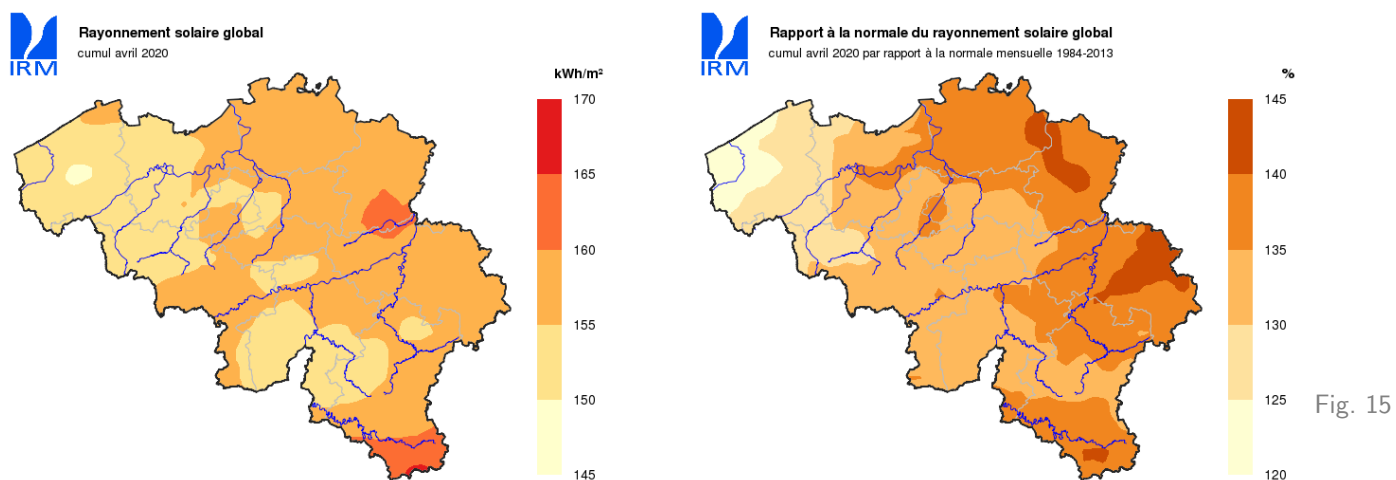 IRM
Rayonnement solaire global
cumul avril 2020
kWh/m²
170
165
160
155
150
145
IRM
Rapport à la normale du rayonnement solaire global
cumul avril 2020 par rapport à la normale mensuelle 1984-2013
%
145
140
135
130
125
120
Fig. 15